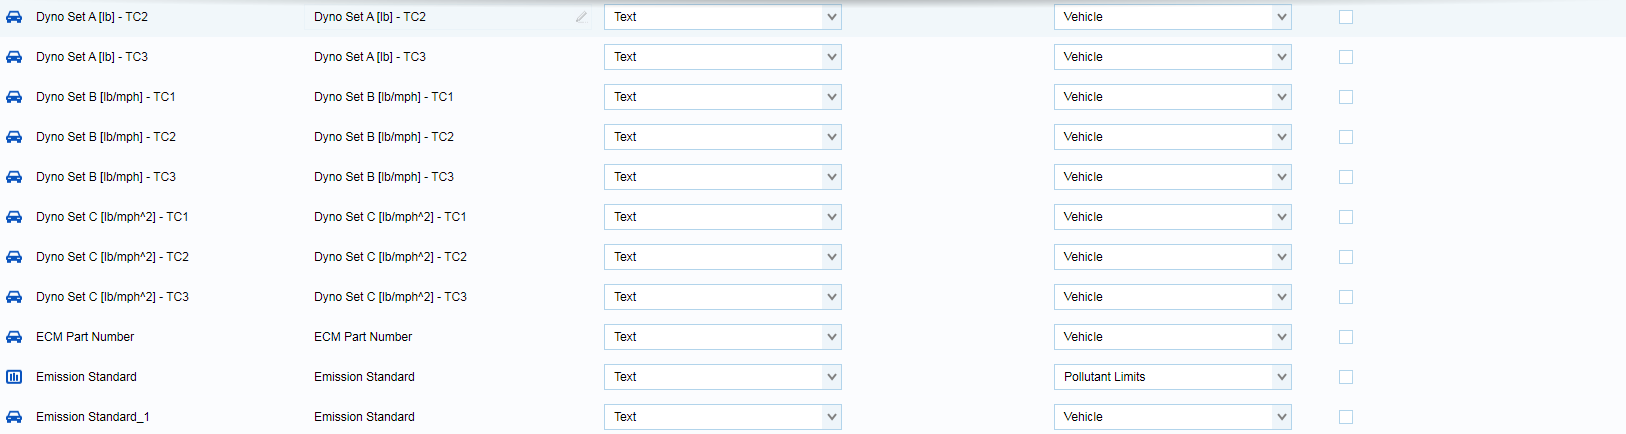 Dyno Set A [lb] - TC2 Dyno Set A [lb] - TC2 Text Vehicle
Dyno Set A [lb] - TC3 Dyno Set A [lb] - TC3 Text Vehicle
Dyno Set B [lb/mph] - TC1 Dyno Set B [lb/mph] - TC1 Text Vehicle
Dyno Set B [lb/mph] - TC2 Dyno Set B [lb/mph] - TC2 Text Vehicle
Dyno Set B [lb/mph] - TC3 Dyno Set B [lb/mph] - TC3 Text Vehicle
Dyno Set C [lb/mph^2] - TC1 Dyno Set C [lb/mph^2] - TC1 Text Vehicle
Dyno Set C [lb/mph^2] - TC2 Dyno Set C [lb/mph^2] - TC2 Text Vehicle
Dyno Set C [lb/mph^2] - TC3 Dyno Set C [lb/mph^2] - TC3 Text Vehicle
ECM Part Number ECM Part Number Text Vehicle
Emission Standard Emission Standard Text Pollutant Limits
Emission Standard_1 Emission Standard Text Vehicle